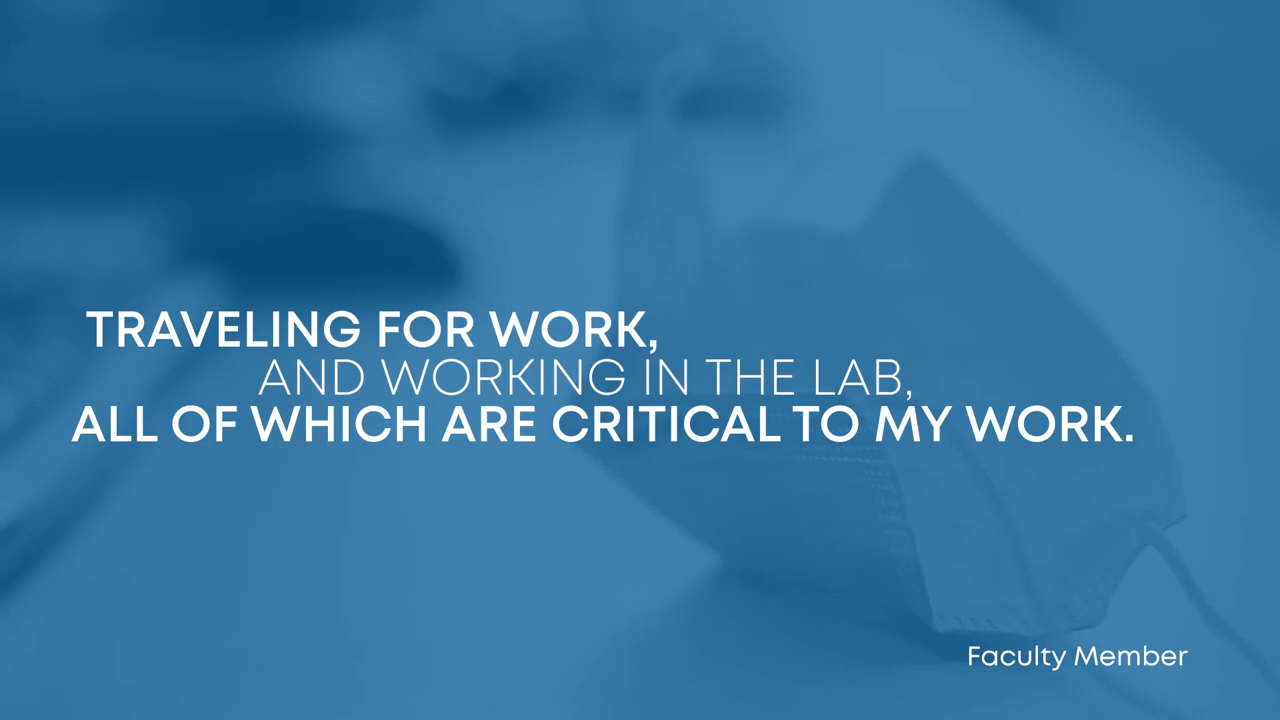 TRAVELING FOR WORK,
AND WORKING IN THE LAB,
ALL OF WHICH ARE CRITICAL TO MY WORK.
Faculty Member